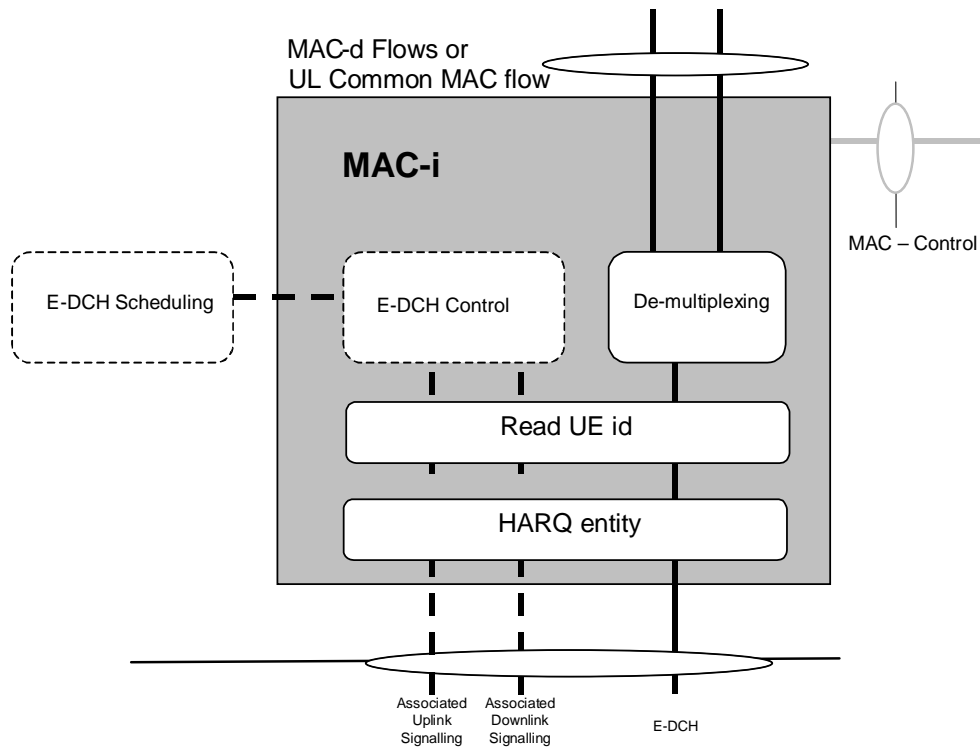 MAC-d Flows or
UL Common MAC flow
MAC-i
MAC – Control
E-DCH Scheduling
E-DCH Control
De-multiplexing
Read UE id
HARQ entity
Associated
Uplink
Signalling
Associated
Downlink
Signalling
E-DCH